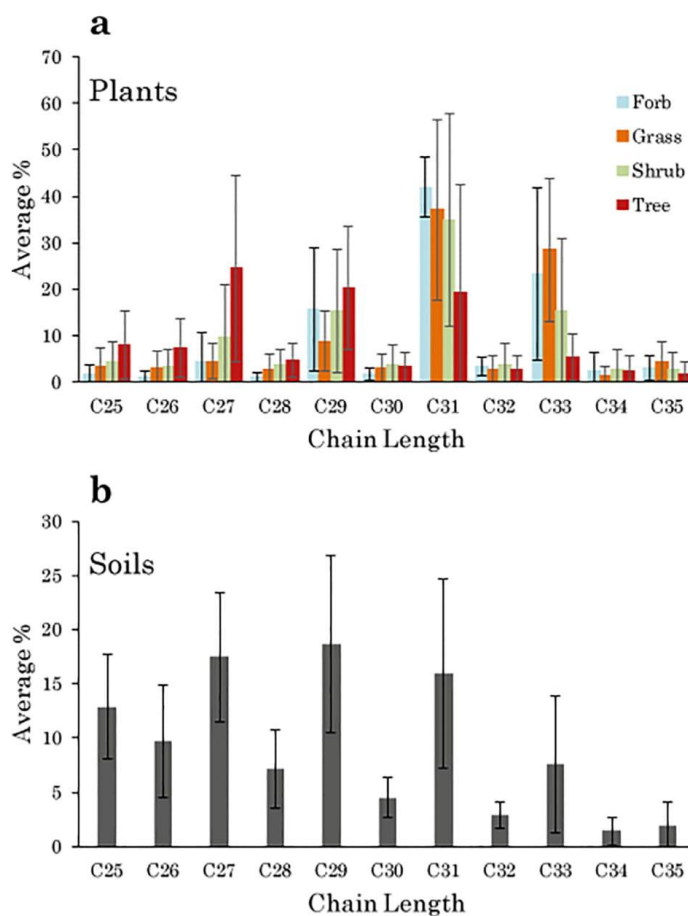 a
70
60
50
40
30
20
10
0
Average %
Plants
Forb
Grass
Shrub
Tree
C25 C26 C27 C28 C29 C30 C31 C32 C33 C34 C35
Chain Length
b
30
25
20
15
10
5
0
Average %
Soils
C25 C26 C27 C28 C29 C30 C31 C32 C33 C34 C35
Chain Length